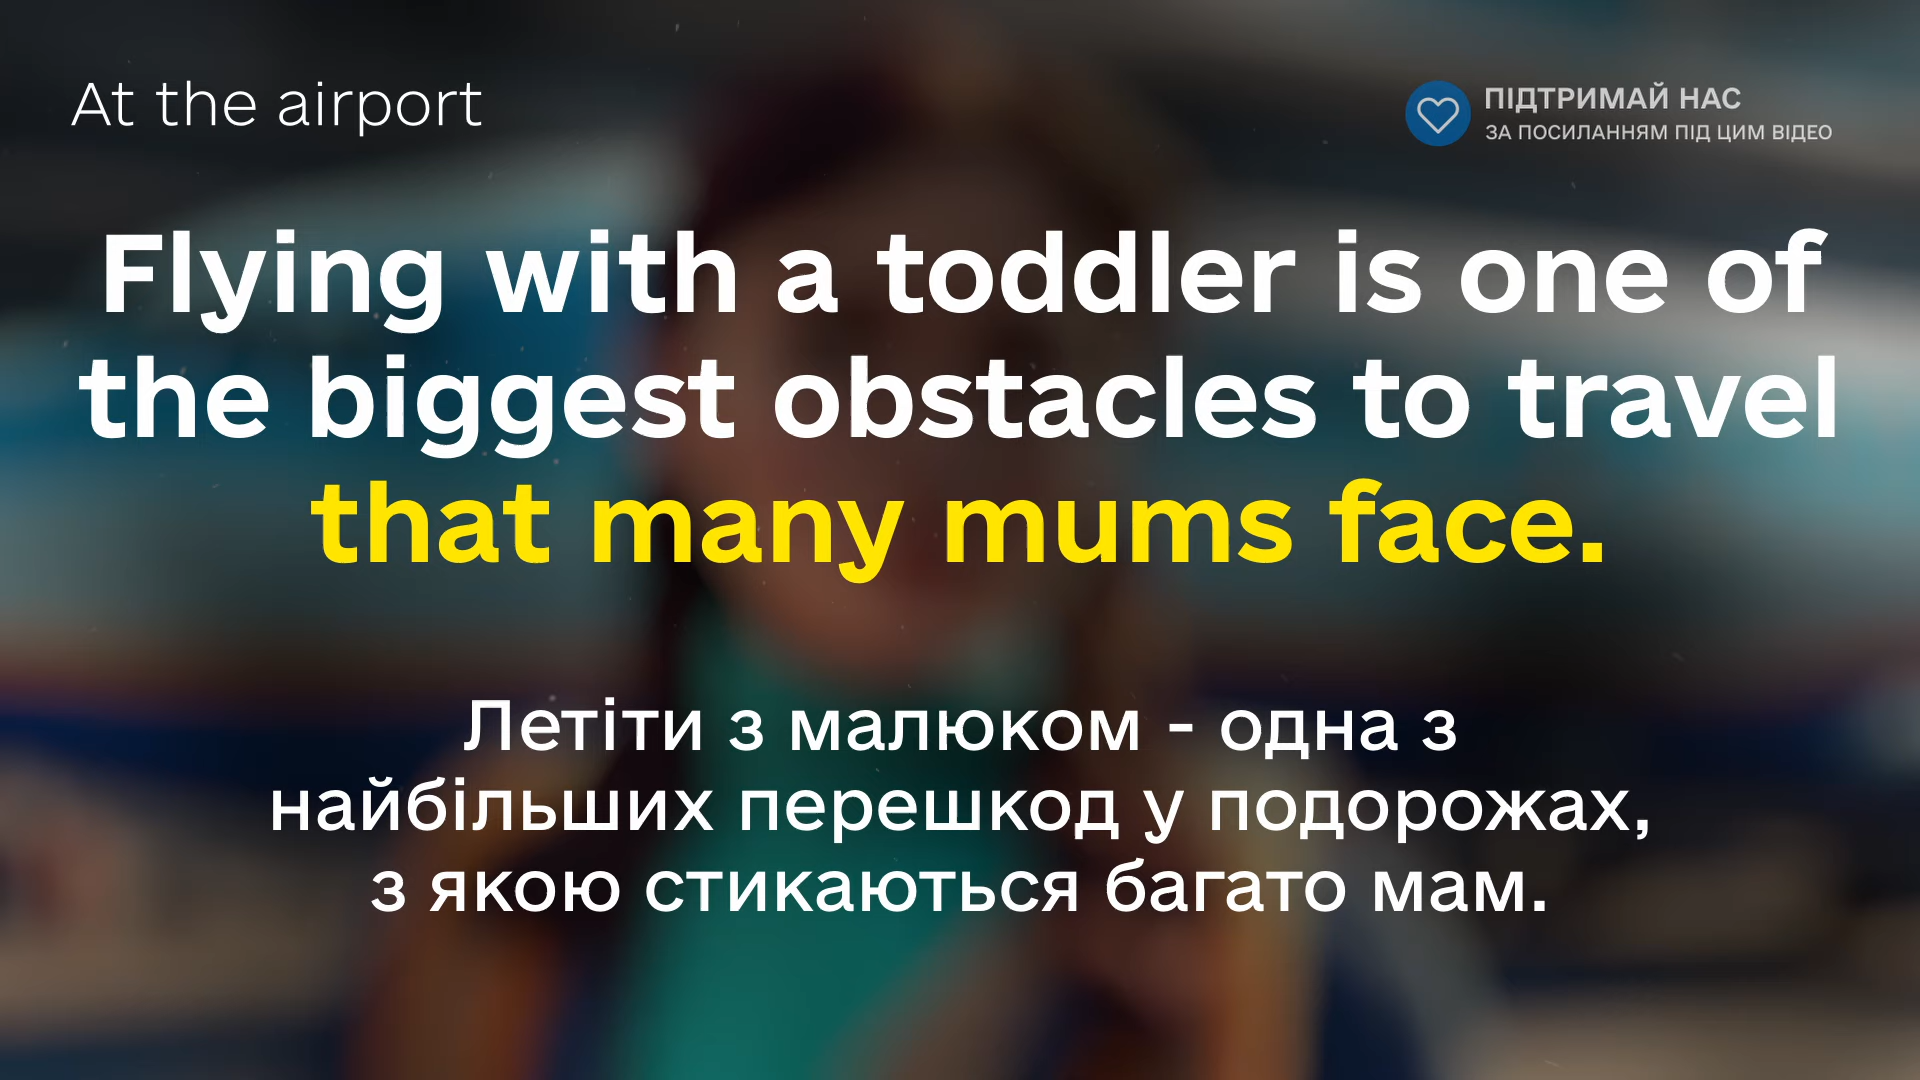 At the airport
ПІДТРИМАЙ НАС
ЗА ПОСИЛАННЯМ ПІД ЦИМ ВІДЕО
Flying with a toddler is one of
the biggest obstacles to travel
that many mums face.
Летіти з малюком - одна з
найбільших перешкод у подорожах,
з якою стикаються багато мам.